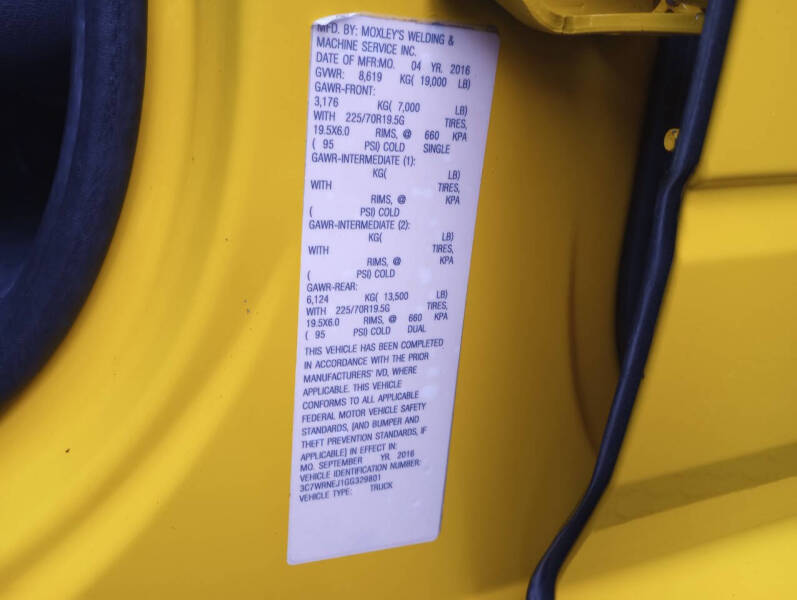 MFD. BY: MOXLEY'S WELDING &
MACHINE SERVICE INC.
DATE OF MFR:MO. 04 YR. 2016
GVWR: 8,619 KG( 19,000 LB)
GAWR-FRONT:
3,176 KG( 7,000 LB)
WITH 225/70R19.5G TIRES,
19.5X6.0 RIMS, @ 660 KPA
( 95 PSI) COLD SINGLE
GAWR-INTERMEDIATE (1):
KG( LB)
WITH TIRES,
RIMS, @ KPA
( PSI) COLD
GAWR-INTERMEDIATE (2):
KG( LB)
WITH TIRES,
RIMS, @ KPA
( PSI) COLD
GAWR-REAR:
6,124 KG( 13,500 LB)
WITH 225/70R19.5G TIRES,
19.5X6.0 RIMS, @ 660 KPA
( 95 PSI) COLD DUAL
THIS VEHICLE HAS BEEN COMPLETED
IN ACCORDANCE WITH THE PRIOR
MANUFACTURERS' IVD, WHERE
APPLICABLE. THIS VEHICLE
CONFORMS TO ALL APPLICABLE
FEDERAL MOTOR VEHICLE SAFETY
STANDARDS, [AND BUMPER AND
THEFT PREVENTION STANDARDS, IF
APPLICABLE] IN EFFECT IN:
MO. SEPTEMBER YR. 2016
VEHICLE IDENTIFICATION NUMBER:
3C7WRNEJ1GG329801
VEHICLE TYPE: TRUCK